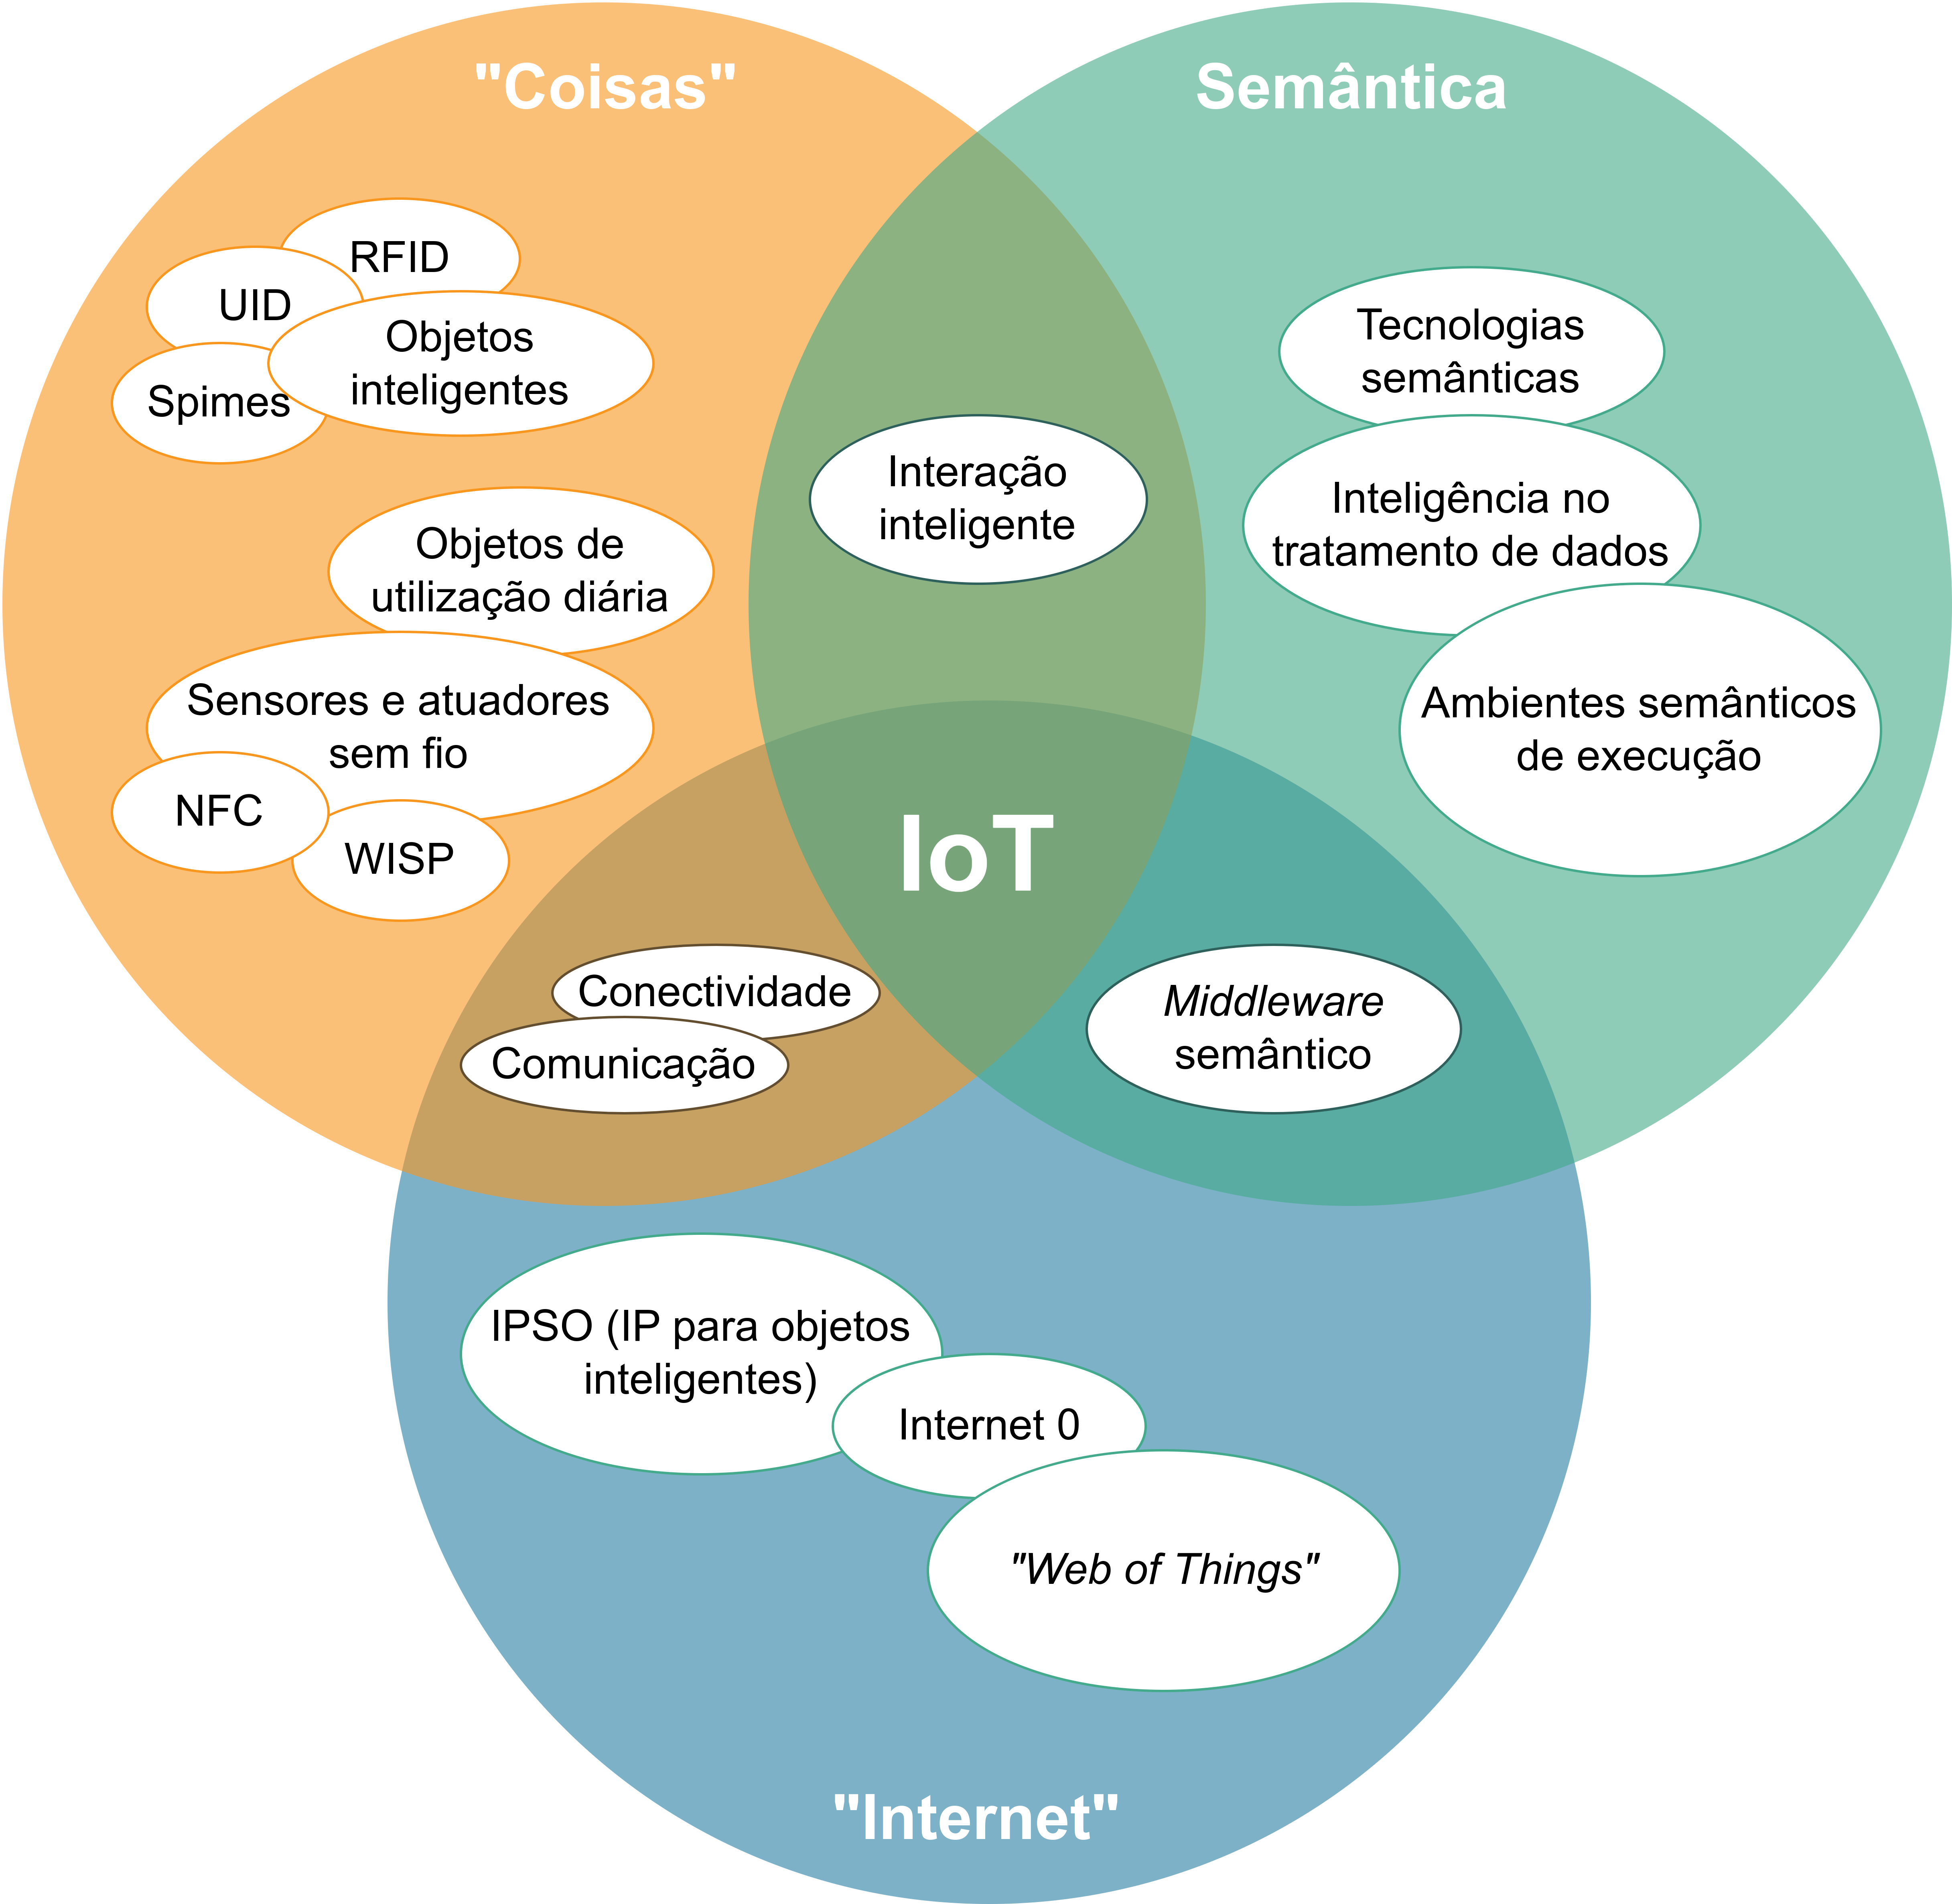 "Coisas"
Semântica
RFID
UID
Objetos
inteligentes
Spimes
Objetos de
utilização diária
Sensores e atuadores
sem fio
NFC
WISP
Interação
inteligente
Tecnologias
semânticas
Inteligência no
tratamento de dados
Ambientes semânticos
de execução
IoT
Conectividade
Comunicação
Middleware
semântico
IPSO (IP para objetos
inteligentes)
Internet 0
"Web of Things"
"Internet"